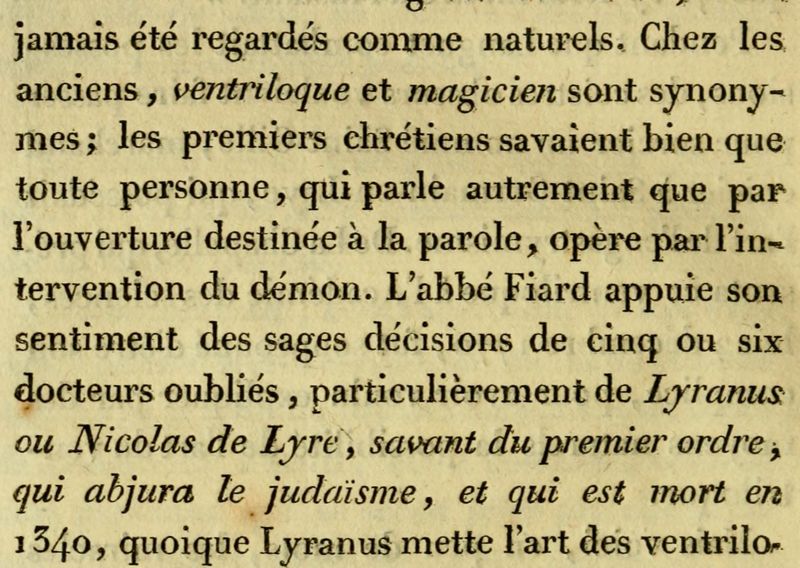 jamais été regardés comme naturels. Chez les
anciens, ventriloque et magicien sont synony-
mes; les premiers chrétiens savaient bien que
toute personne, qui parle autrement que par
l'ouverture destinée à la parole, opère par l'in-
tervention du démon. L'abbé Fiard appuie son
sentiment des sages décisions de cinq ou six
docteurs oubliés, particulièrement de Lyranus
ou Nicolas de Lyre, savant du premier ordre,
qui abjura le judaïsme, et qui est mort en
1340, quoique Lyranus mette l'art des ventrilo-